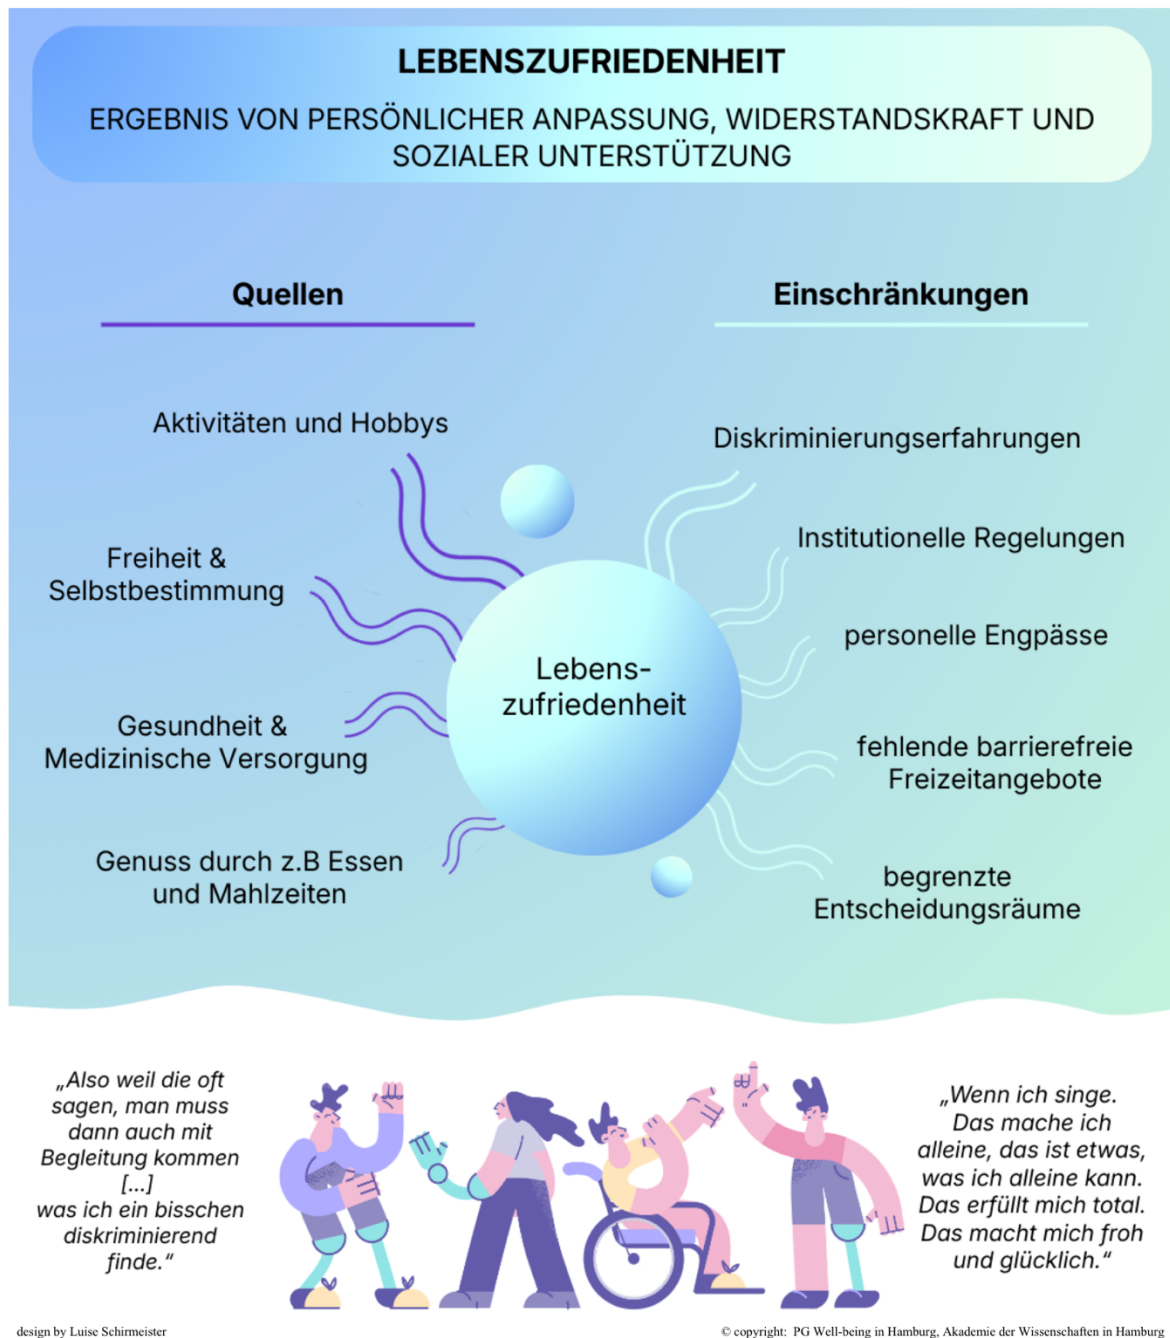 LEBENSZUFRIEDENHEIT
ERGEBNIS VON PERSÖNLICHER ANPASSUNG, WIDERSTANDSKRAFT UND
SOZIALER UNTERSTÜTZUNG
Quellen
Aktivitäten und Hobbys
Freiheit &
Selbstbestimmung
Gesundheit &
Medizinische Versorgung
Genuss durch z.B Essen
und Mahlzeiten
Lebens-
zufriedenheit
Einschränkungen
Diskriminierungserfahrungen
Institutionelle Regelungen
personelle Engpässe
fehlende barrierefreie
Freizeitangebote
begrenzte
Entscheidungsräume
„Also weil die oft
sagen, man muss
dann auch mit
Begleitung kommen
[...]
was ich ein bisschen
diskriminierend
finde.“
„Wenn ich singe.
Das mache ich
alleine, das ist etwas,
was ich alleine kann.
Das erfüllt mich total.
Das macht mich froh
und glücklich.“
design by Luise Schirmeister
© copyright: PG Well-being in Hamburg, Akademie der Wissenschaften in Hamburg